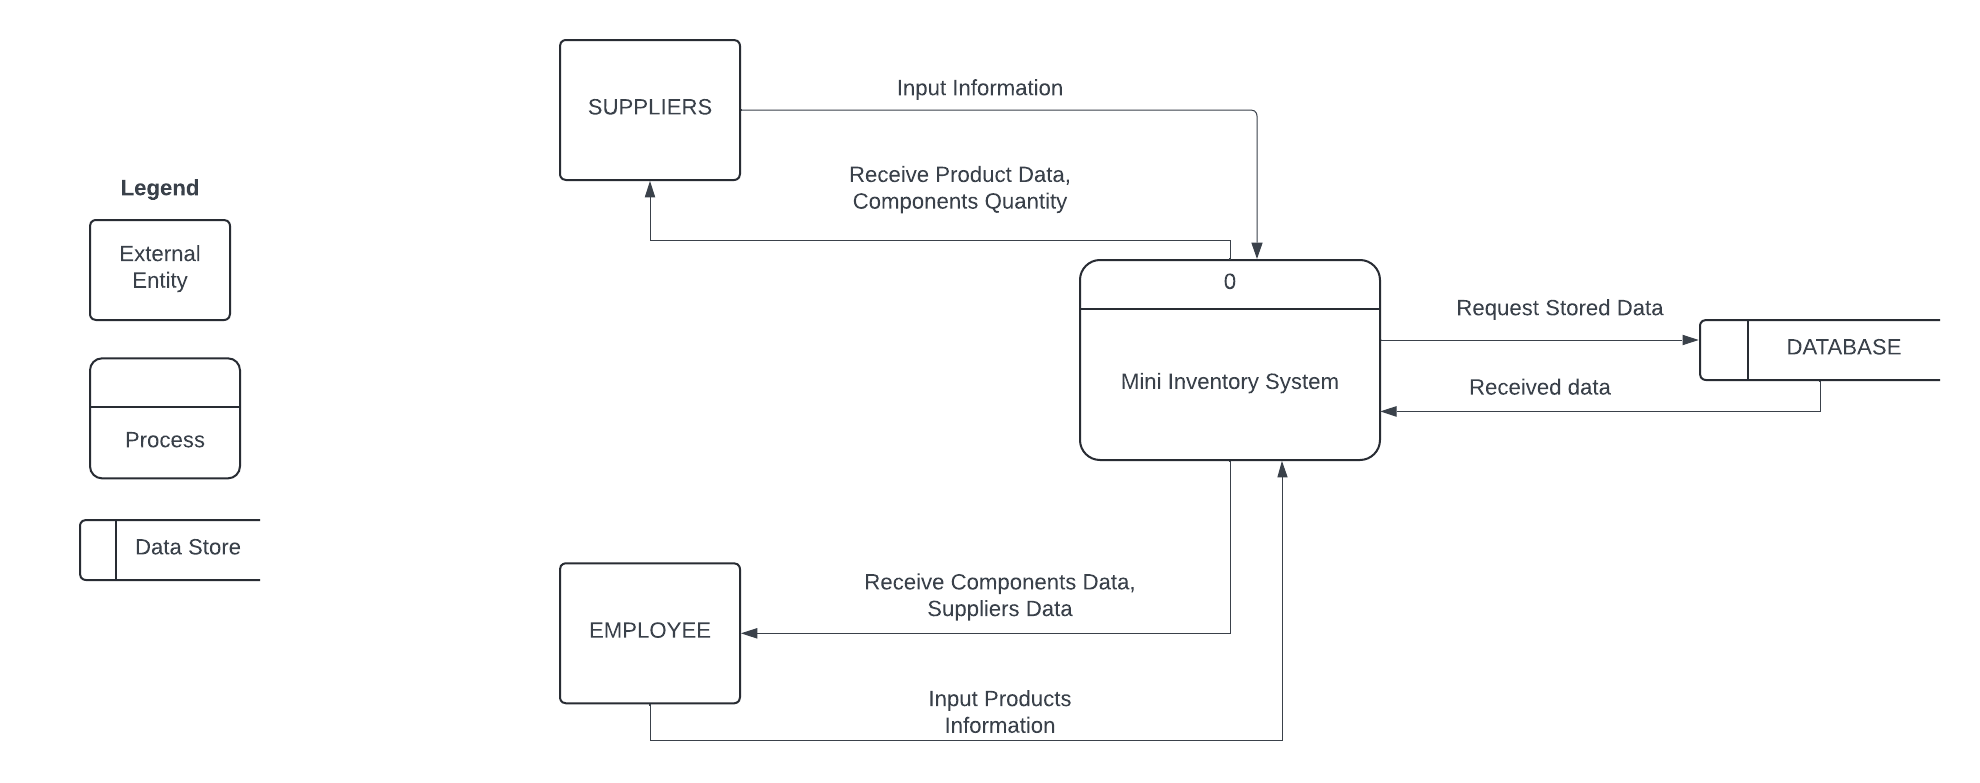 Legend
External
Entity
Process
Data Store
SUPPLIERS
Input Information
Receive Product Data,
Components Quantity
0
Mini Inventory System
Request Stored Data
DATABASE
Received data
EMPLOYEE
Receive Components Data,
Suppliers Data
Input Products
Information